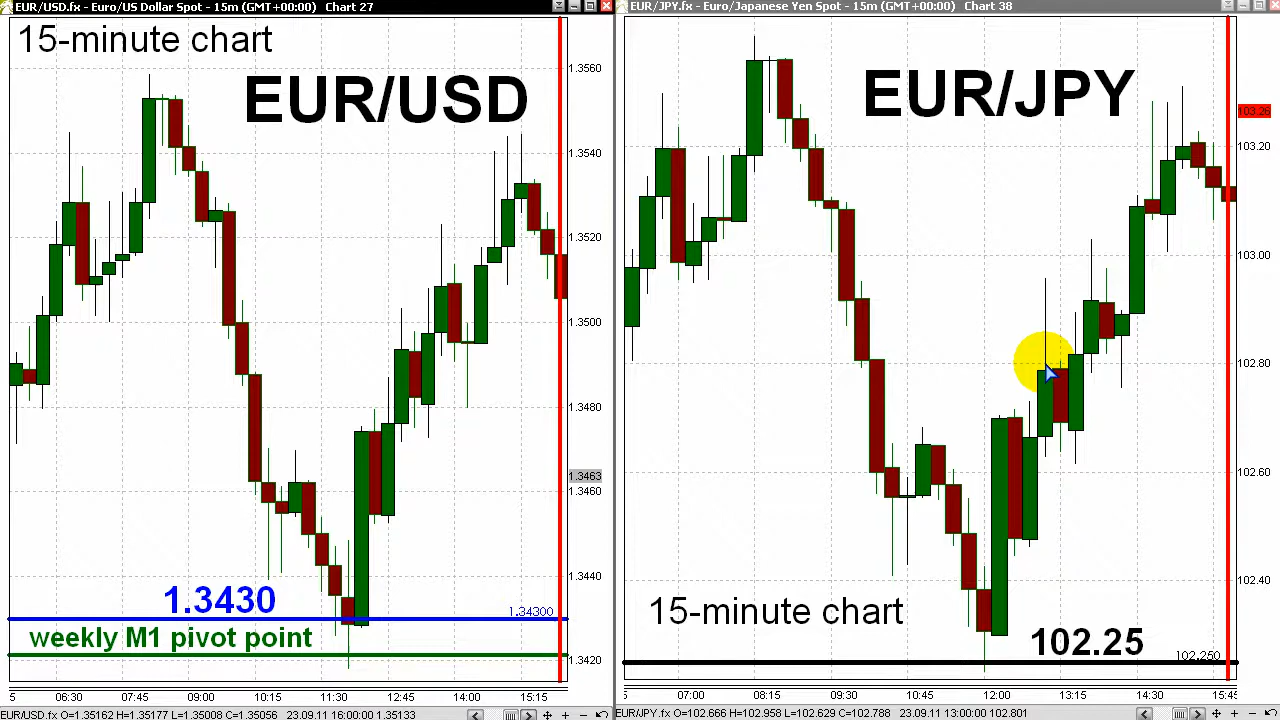 EUR/USD.fx - Euro/US Dollar Spot - 15m (GMT+00:00) Chart 27
15-minute chart
EUR/USD
1.3560
1.3540
1.3520
1.3500
1.3480
1.3463
1.3460
1.3440
1.3420
1.3430
1.34300
weekly M1 pivot point
5 06:30 07:45 09:00 10:15 11:30 12:45 14:00 15:15
EUR/USD.fx O=1.35162 H=1.35177 L=1.35008 C=1.35056 23.09.11 16:00:00 1.35133
EUR/JPY.fx - Euro/Japanese Yen Spot - 15m (GMT+00:00) Chart 38
EUR/JPY
103.26
103.20
103.00
102.80
102.60
102.40
15-minute chart
102.25
102.250
5 07:00 08:15 09:30 10:45 12:00 13:15 14:30 15:45
EUR/JPY.fx O=102.666 H=102.958 L=102.629 C=102.788 23.09.11 13:00:00 102.801